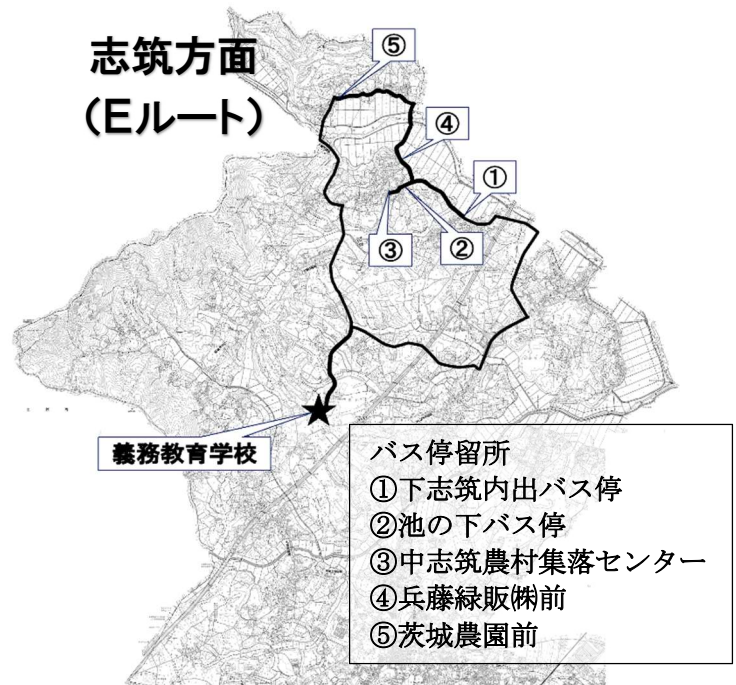 志筑方面
（Ｅルート）
⑤
④
①
③
②
義務教育学校
バス停留所
①下志筑内出バス停
②池の下バス停
③中志筑農村集落センター
④兵藤緑販㈱前
⑤茨城農園前